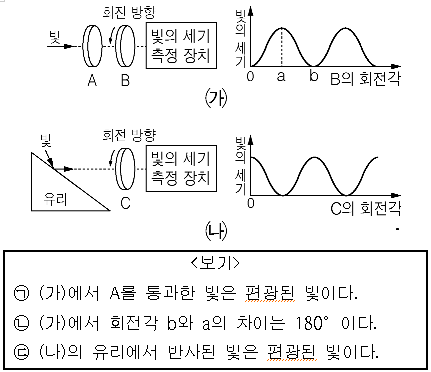 회전 방향
빛
A
B
빛의 세기
측정 장치
빛의 세기
0
a
b
B의 회전각
(가)
빛
회전 방향
유리
C
빛의 세기
측정 장치
빛의 세기
0
C의 회전각
(나)
<보기>
㉠ (가)에서 A를 통과한 빛은 편광된 빛이다.
㉡ (가)에서 회전각 b와 a의 차이는 180° 이다.
㉢ (나)의 유리에서 반사된 빛은 편광된 빛이다.